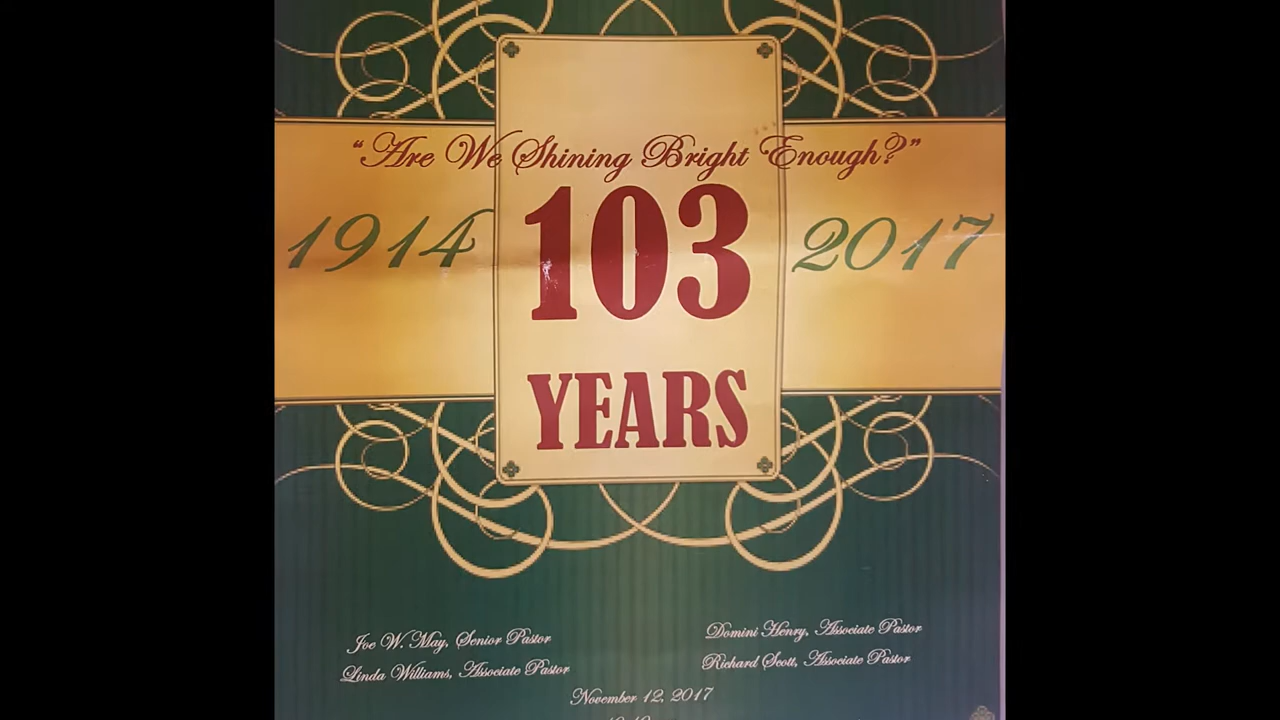 “Are We Shining Bright Enough?”
1914 103 2017
YEARS
Joe W. May, Senior Pastor
Domini Henry, Associate Pastor
Linda Williams, Associate Pastor
Richard Scott, Associate Pastor
November 12, 2017